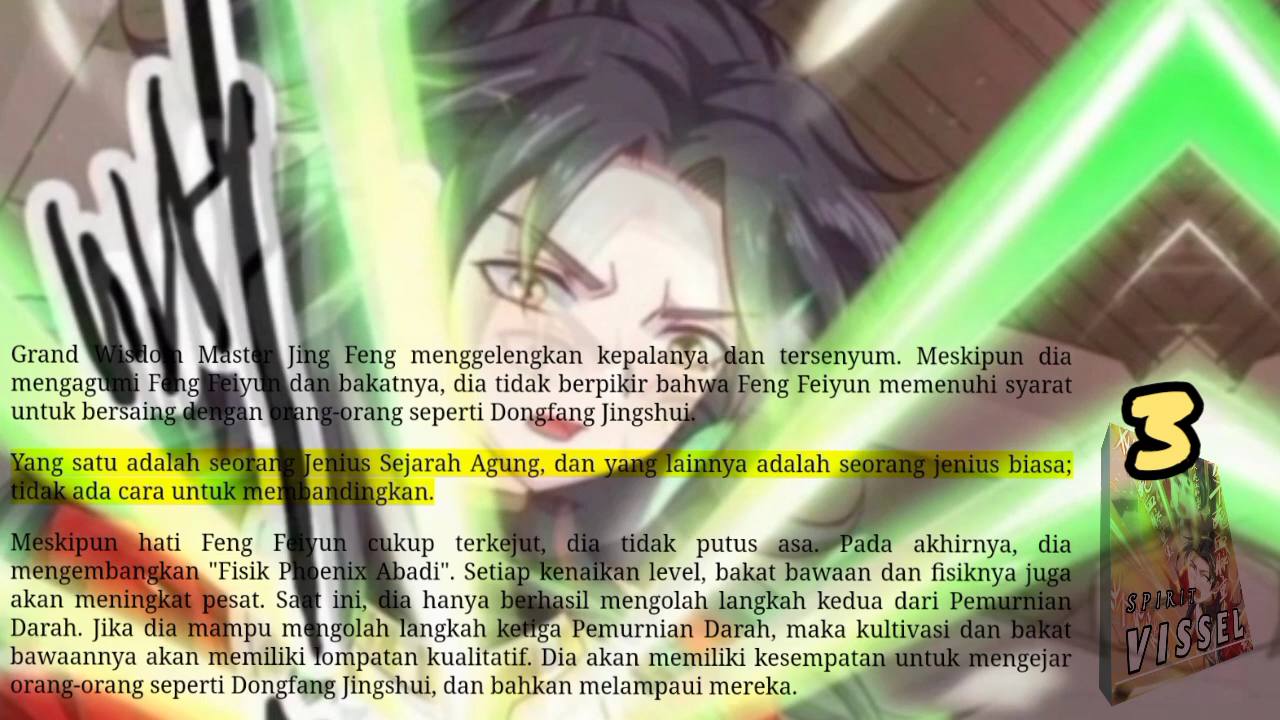 Grand Wisdom Master Jing Feng menggelengkan kepalanya dan tersenyum. Meskipun dia
mengagumi Feng Feiyun dan bakatnya, dia tidak berpikir bahwa Feng Feiyun memenuhi syarat
untuk bersaing dengan orang-orang seperti Dongfang Jingshui.
Yang satu adalah seorang Jenius Sejarah Agung, dan yang lainnya adalah seorang jenius biasa;
tidak ada cara untuk membandingkan.
Meskipun hati Feng Feiyun cukup terkejut, dia tidak putus asa. Pada akhirnya, dia
mengembangkan "Fisik Phoenix Abadi". Setiap kenaikan level, bakat bawaan dan fisiknya juga
akan meningkat pesat. Saat ini, dia hanya berhasil mengolah langkah kedua dari Pemurnian
Darah. Jika dia mampu mengolah langkah ketiga Pemurnian Darah, maka kultivasi dan bakat
bawaannya akan memiliki lompatan kualitatif. Dia akan memiliki kesempatan untuk mengejar
orang-orang seperti Dongfang Jingshui, dan bahkan melampaui mereka.
3
SPIRIT
VISSEL